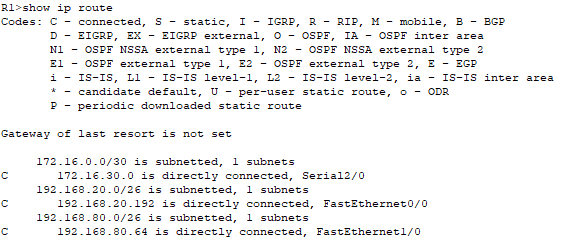 R1>show ip route
Codes: C - connected, S - static, I - IGRP, R - RIP, M - mobile, B - BGP
       D - EIGRP, EX - EIGRP external, O - OSPF, IA - OSPF inter area
       N1 - OSPF NSSA external type 1, N2 - OSPF NSSA external type 2
       E1 - OSPF external type 1, E2 - OSPF external type 2, E - EGP
       i - IS-IS, L1 - IS-IS level-1, L2 - IS-IS level-2, ia - IS-IS inter area
       * - candidate default, U - per-user static route, o - ODR
       P - periodic downloaded static route

Gateway of last resort is not set

     172.16.0.0/30 is subnetted, 1 subnets
C       172.16.30.0 is directly connected, Serial2/0
     192.168.20.0/26 is subnetted, 1 subnets
C       192.168.20.192 is directly connected, FastEthernet0/0
     192.168.80.0/26 is subnetted, 1 subnets
C       192.168.80.64 is directly connected, FastEthernet1/0